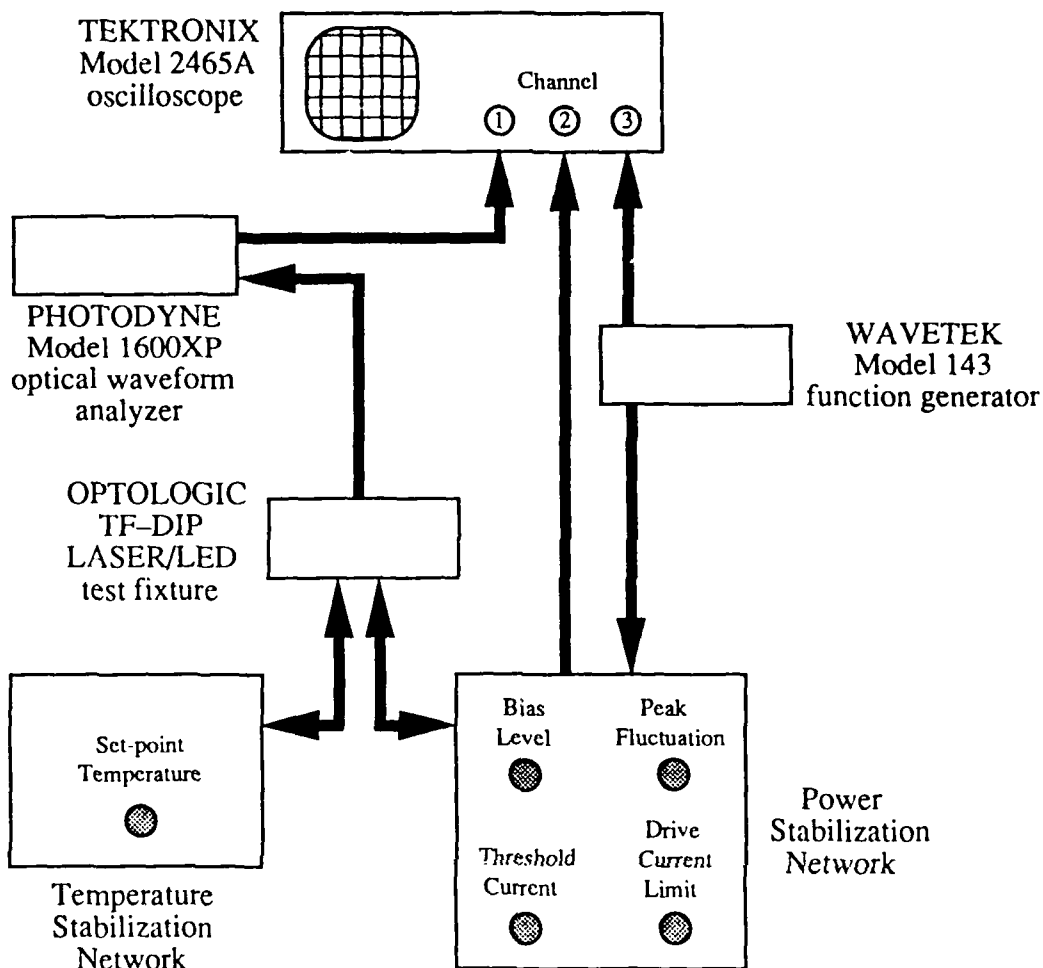 TEKTRONIX
Model 2465A
oscilloscope
Channel
1 2 3
PHOTODYNE
Model 1600XP
optical waveform
analyzer
WAVETEK
Model 143
function generator
OPTOLOGIC
TF–DIP
LASER/LED
test fixture
Set-point
Temperature
Temperature
Stabilization
Network
Bias
Level
Peak
Fluctuation
Threshold
Current
Drive
Current
Limit
Power
Stabilization
Network